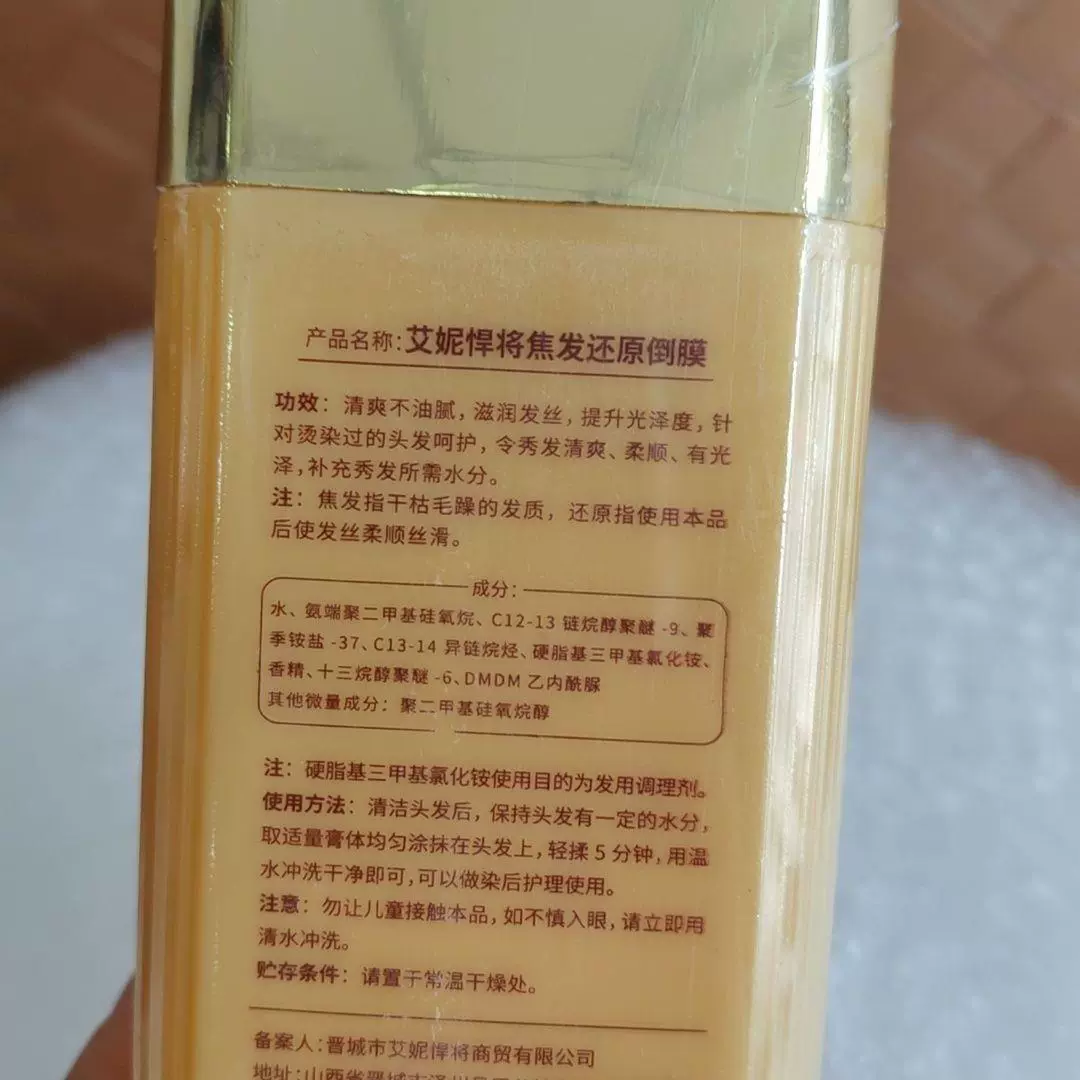 产品名称：艾妮悍将焦发还原倒膜
功效：清爽不油腻，滋润发丝，提升光泽度，针
对烫染过的头发呵护，令秀发清爽、柔顺、有光
泽，补充秀发所需水分。
注：焦发指干枯毛躁的发质，还原指使用本品
后使发丝柔顺丝滑。
成分：
水、氨端聚二甲基硅氧烷、C12-13 链烷醇聚醚 -9、聚
季铵盐 -37、C13-14 异链烷烃、硬脂基三甲基氯化铵、
香精、十三烷醇聚醚 -6、DMDM 乙内酰脲
其他微量成分：聚二甲基硅氧烷醇
注：硬脂基三甲基氯化铵使用目的为发用调理剂。
使用方法：清洁头发后，保持头发有一定的水分，
取适量膏体均匀涂抹在头发上，轻揉 5 分钟，用温
水冲洗干净即可，可以做染后护理使用。
注意：勿让儿童接触本品，如不慎入眼，请立即用
清水冲洗。
贮存条件：请置于常温干燥处。
备案人：晋城市艾妮悍将商贸有限公司
地址：山西省晋城市泽州县